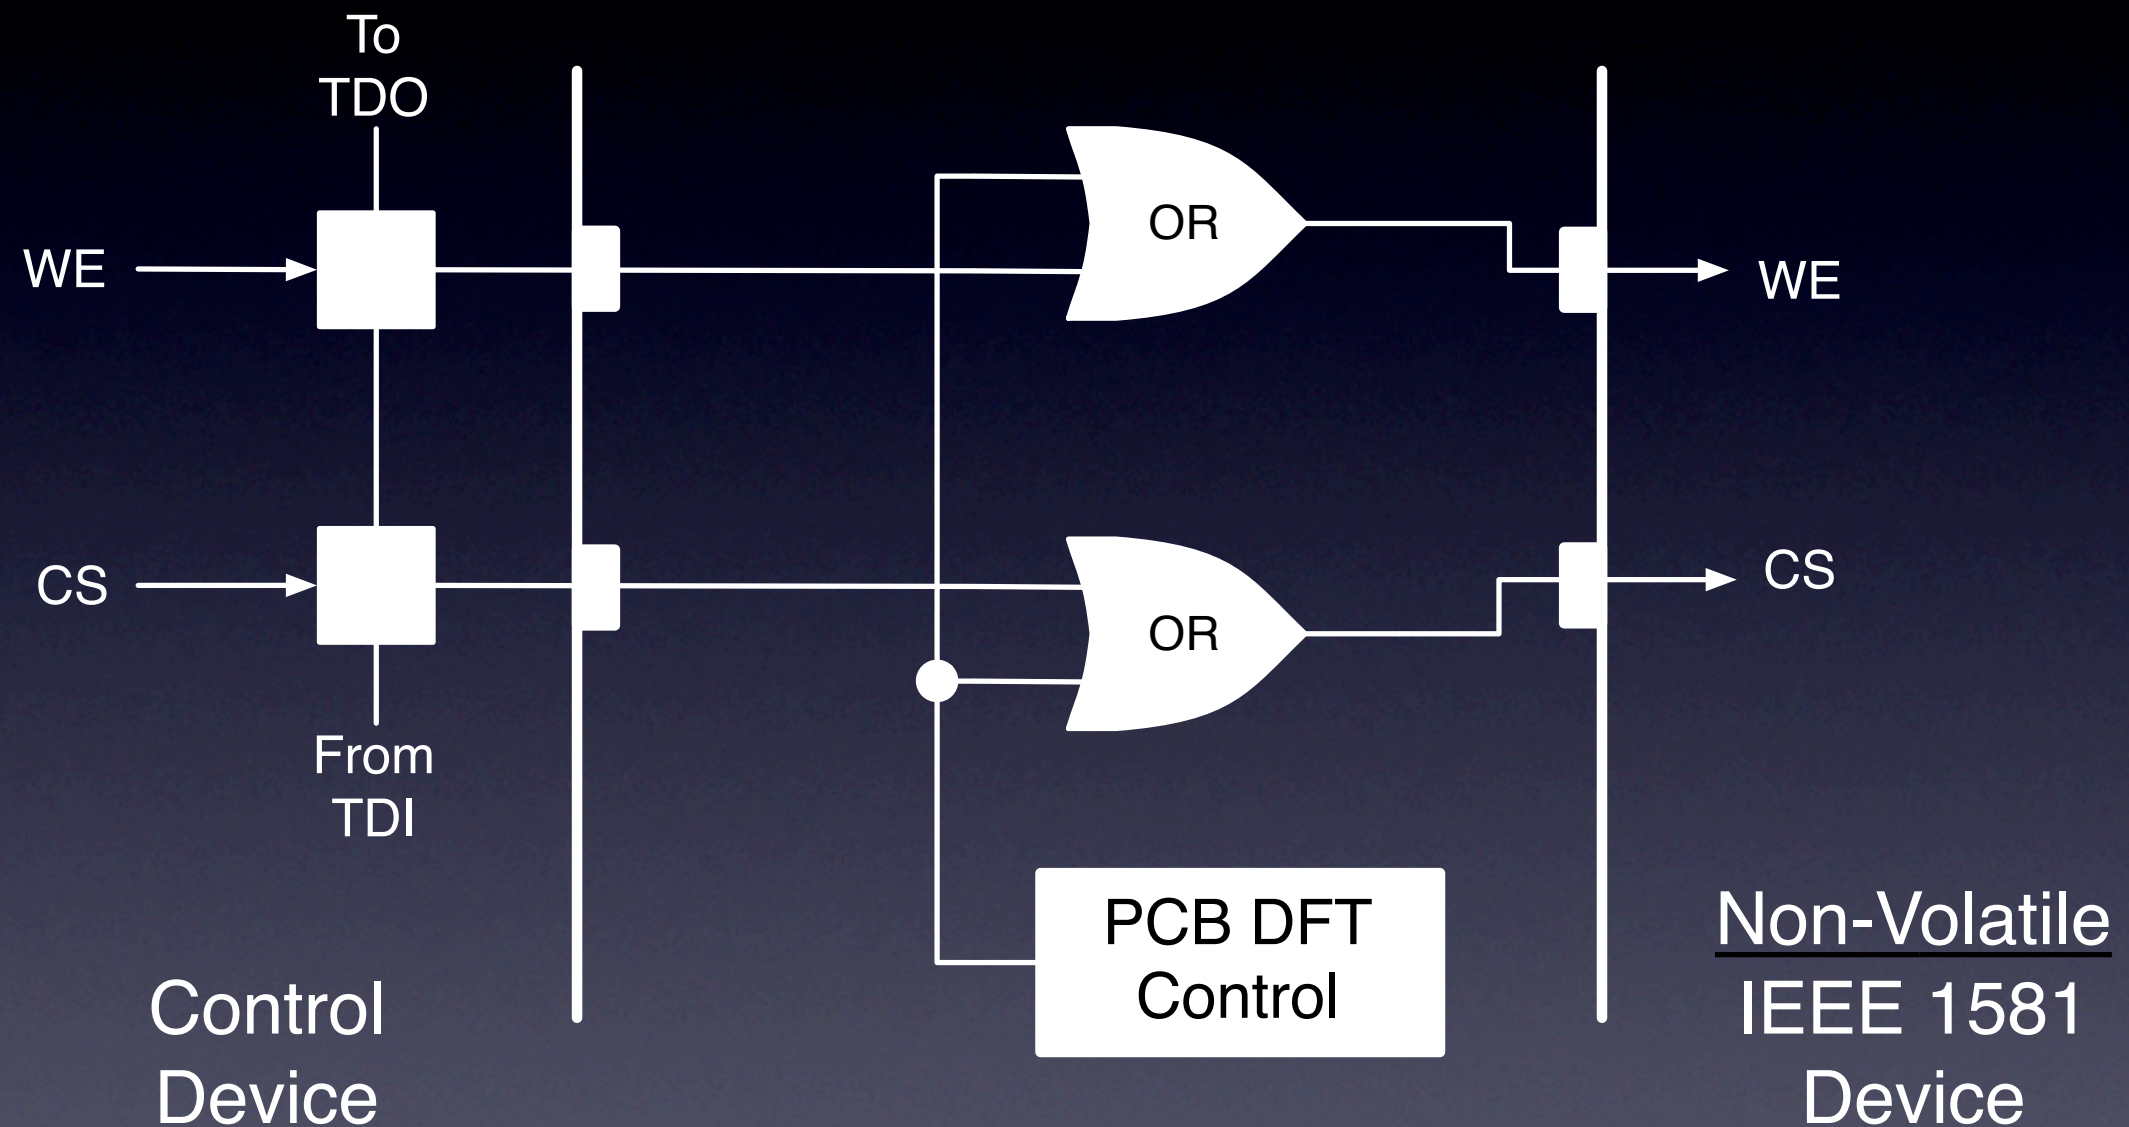 To
TDO
WE
OR
WE
CS
OR
CS
From
TDI
PCB DFT
Control
Control
Device
Non-Volatile
IEEE 1581
Device